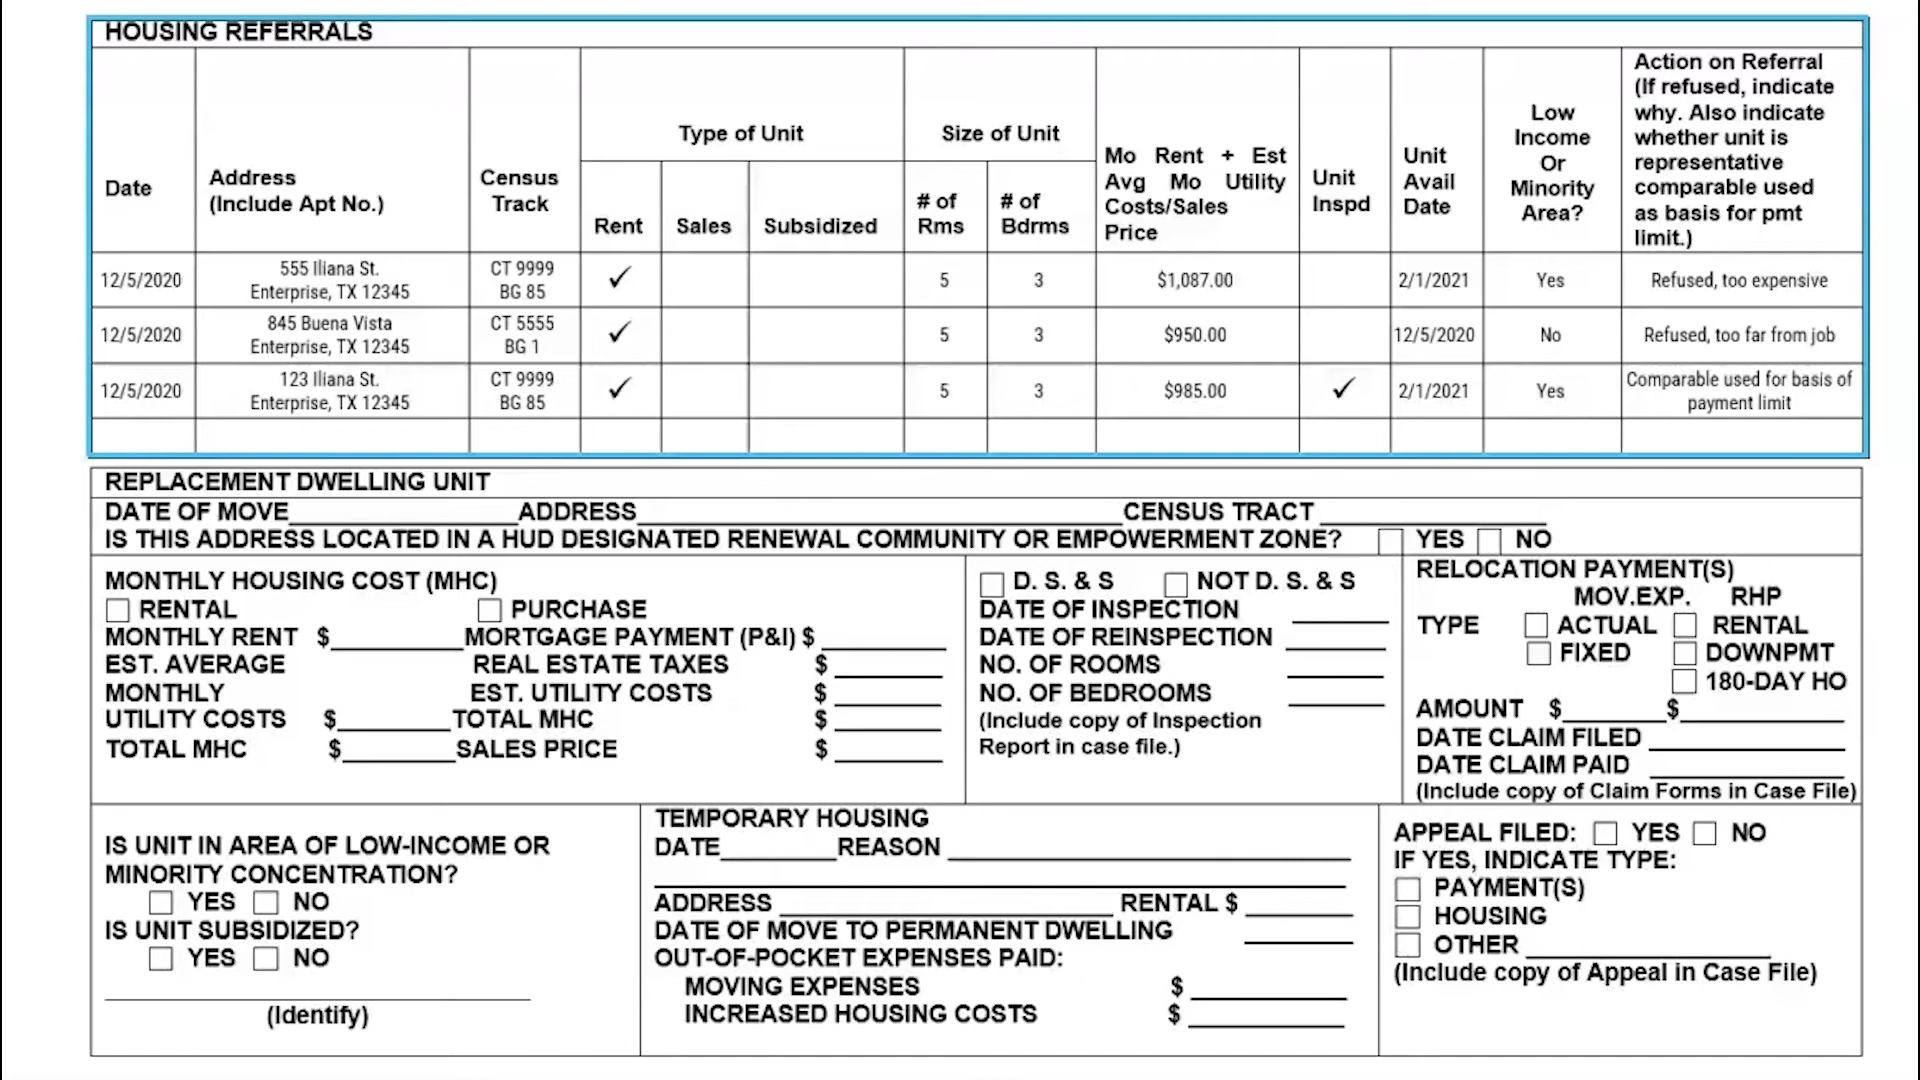 HOUSING REFERRALS
Date
Address
(Include Apt No.)
Census
Track
Type of Unit
Rent
Sales
Subsidized
Size of Unit
# of
Rms
# of
Bdrms
Mo Rent + Est
Avg Mo Utility
Costs/Sales
Price
Unit
Inspd
Unit
Avail
Date
Low
Income
Or
Minority
Area?
Action on Referral
(If refused, indicate
why. Also indicate
whether unit is
representative
comparable used
as basis for pmt
limit.)
12/5/2020
555 Iliana St.
Enterprise, TX 12345
CT 9999
BG 85
✓
5
3
$1,087.00
2/1/2021
Yes
Refused, too expensive
12/5/2020
845 Buena Vista
Enterprise, TX 12345
CT 5555
BG 1
✓
5
3
$950.00
12/5/2020
No
Refused, too far from job
12/5/2020
123 Iliana St.
Enterprise, TX 12345
CT 9999
BG 85
✓
5
3
$985.00
✓
2/1/2021
Yes
Comparable used for basis of
payment limit
REPLACEMENT DWELLING UNIT
DATE OF MOVE ADDRESS CENSUS TRACT
IS THIS ADDRESS LOCATED IN A HUD DESIGNATED RENEWAL COMMUNITY OR EMPOWERMENT ZONE? YES NO
MONTHLY HOUSING COST (MHC)
RENTAL PURCHASE
MONTHLY RENT $ MORTGAGE PAYMENT (P&I) $
EST. AVERAGE REAL ESTATE TAXES $
MONTHLY EST. UTILITY COSTS $
UTILITY COSTS $ TOTAL MHC $
TOTAL MHC $ SALES PRICE $
D. S. & S NOT D. S. & S
DATE OF INSPECTION
DATE OF REINSPECTION
NO. OF ROOMS
NO. OF BEDROOMS
(Include copy of Inspection
Report in case file.)
RELOCATION PAYMENT(S)
MOV.EXP. RHP
TYPE ACTUAL RENTAL
FIXED DOWNPMT
180-DAY HO
AMOUNT $ $
DATE CLAIM FILED
DATE CLAIM PAID
(Include copy of Claim Forms in Case File)
IS UNIT IN AREA OF LOW-INCOME OR
MINORITY CONCENTRATION?
YES NO
IS UNIT SUBSIDIZED?
YES NO
(Identify)
TEMPORARY HOUSING
DATE REASON
ADDRESS RENTAL $
DATE OF MOVE TO PERMANENT DWELLING
OUT-OF-POCKET EXPENSES PAID:
MOVING EXPENSES $
INCREASED HOUSING COSTS $
APPEAL FILED: YES NO
IF YES, INDICATE TYPE:
PAYMENT(S)
HOUSING
OTHER
(Include copy of Appeal in Case File)